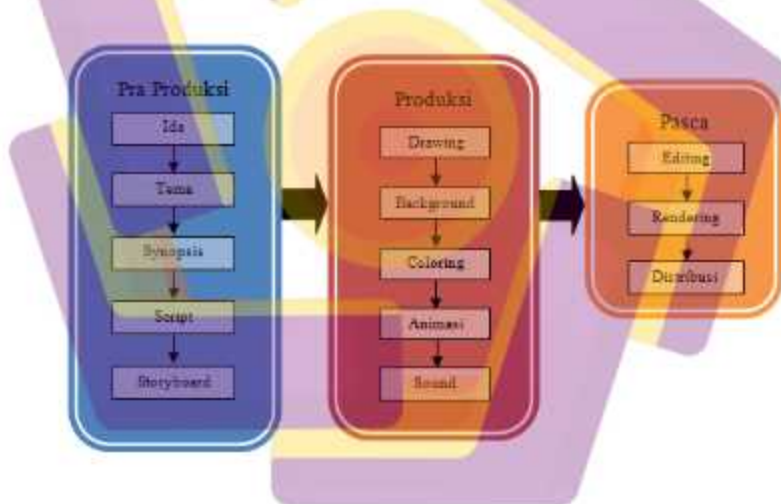 Pra Produksi
Ide
Tema
Synopsis
Script
Storyboard
Produksi
Drawing
Background
Coloring
Animasi
Sound
Pasca
Editing
Rendering
Distribusi